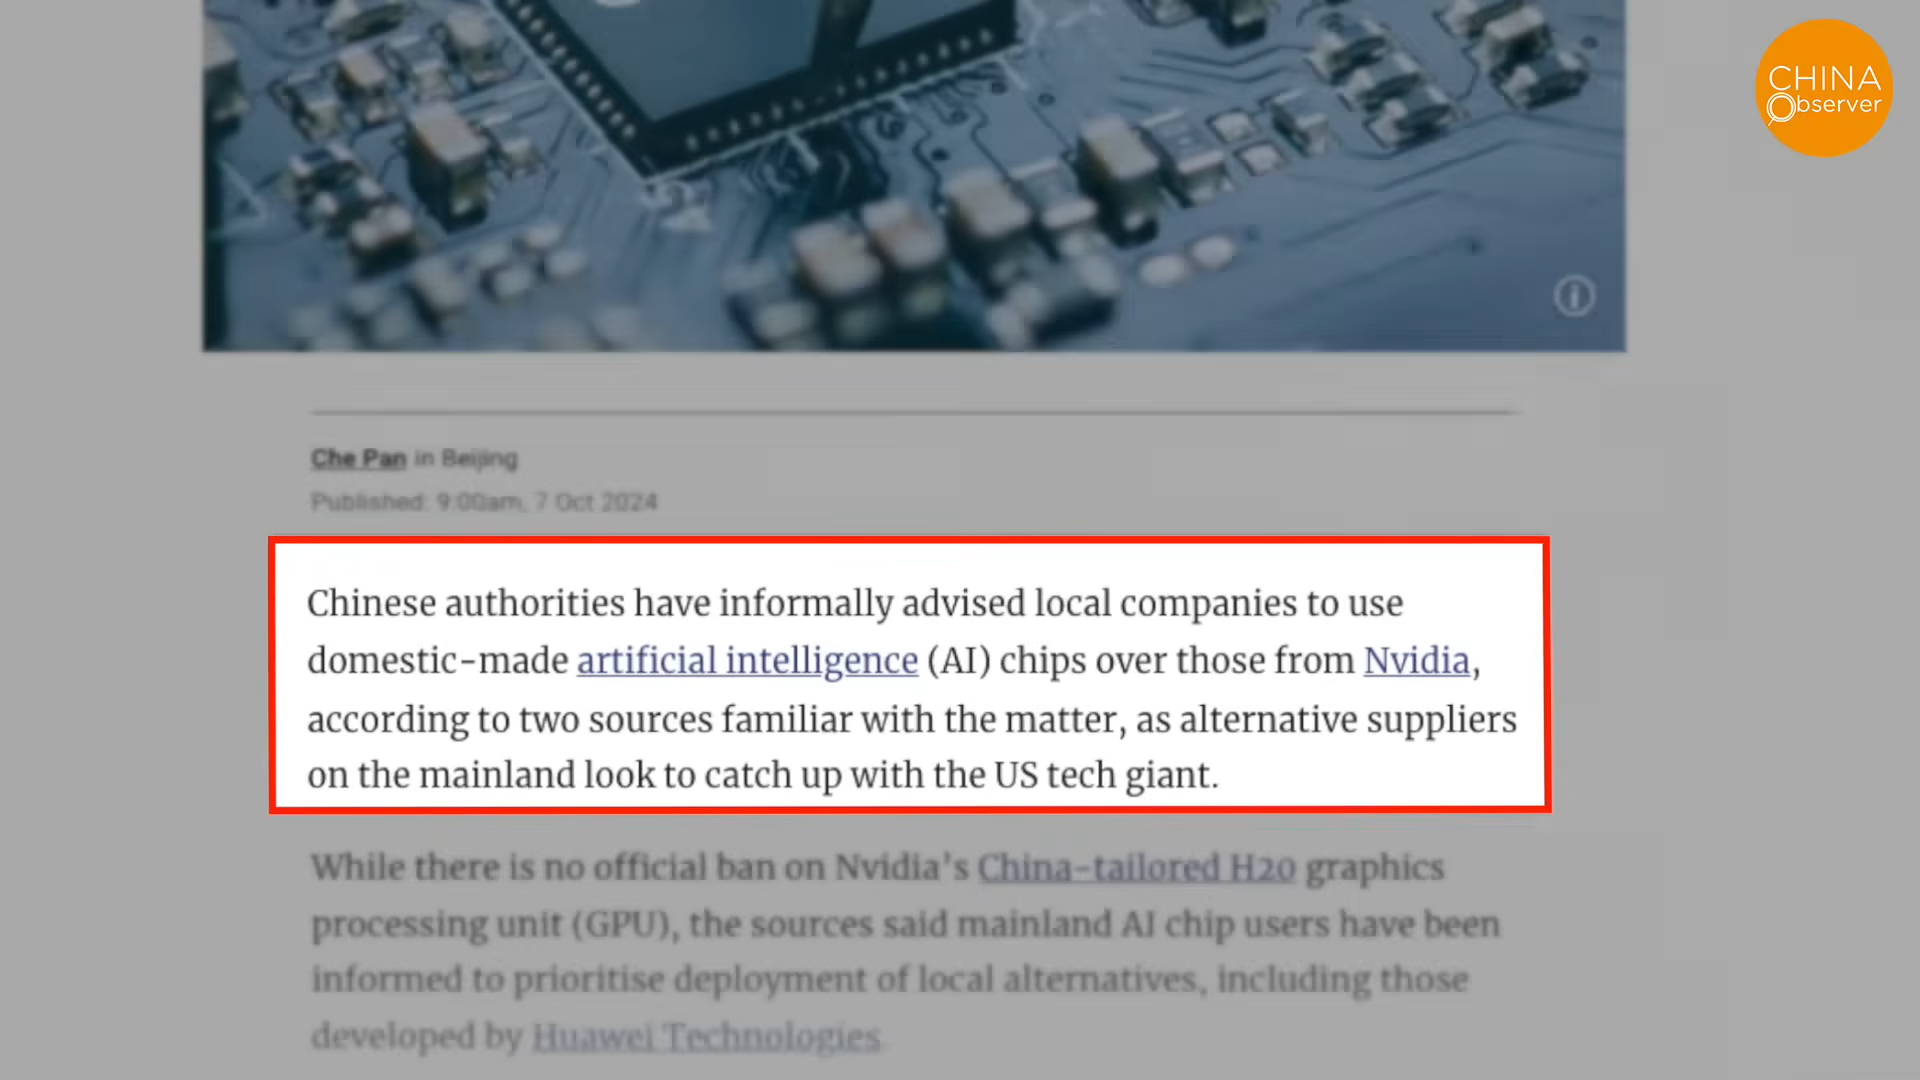 CHINA
Observer
Che Pan in Beijing
Published: 9:00am, 7 Oct 2024
Chinese authorities have informally advised local companies to use
domestic-made artificial intelligence (AI) chips over those from Nvidia,
according to two sources familiar with the matter, as alternative suppliers
on the mainland look to catch up with the US tech giant.
While there is no official ban on Nvidia's China-tailored H20 graphics
processing unit (GPU), the sources said mainland AI chip users have been
informed to prioritise deployment of local alternatives, including those
developed by Huawei Technologies.